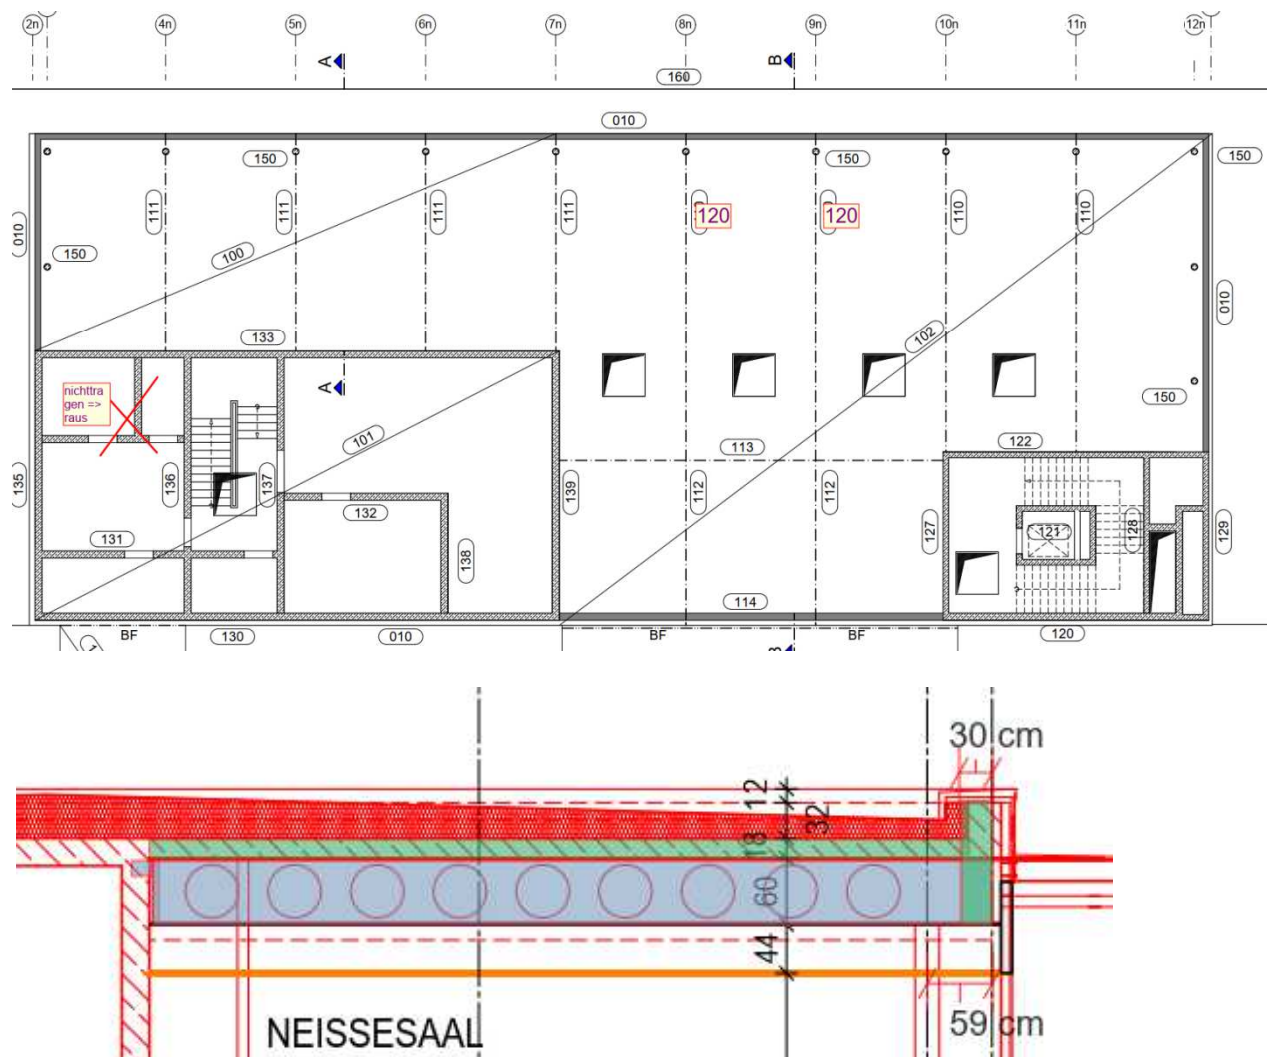 2n 4n 5n 6n 7n 8n 9n 10n 11n 12n
A B
160
010
150 150 150
111 111 111 111 120 120 110 110
010
150
100
102
010
133
A
nichttra
gen =>
raus
101
150
113
122
135 136 137 132 139 112 112 127 121 128 129
131
138
114
BF 130 010 BF BF 120
B
30 cm
12
32
18
60
44
NEISSESAAL
59 cm